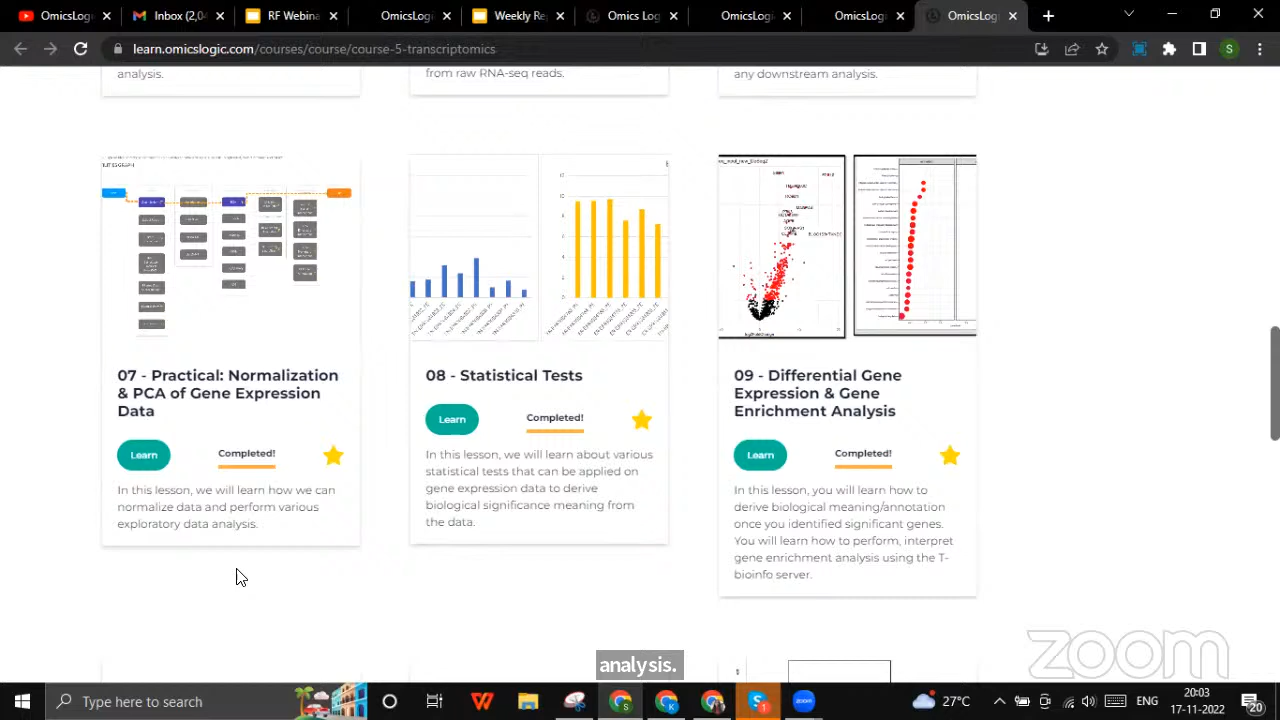 OmicsLogi
Inbox (2,04
RF Webina
OmicsLogi
Weekly Re
Omics Log
OmicsLogi
OmicsLogi
OmicsLogi
learn.omicslogic.com/courses/course/course-5-transcriptomics
analysis.
from raw RNA-seq reads.
any downstream analysis.
07 - Practical: Normalization
& PCA of Gene Expression
Data
Learn
Completed!
In this lesson, we will learn how we can
normalize data and perform various
exploratory data analysis.
08 - Statistical Tests
Learn
Completed!
In this lesson, we will learn about various
statistical tests that can be applied on
gene expression data to derive
biological significance meaning from
the data.
09 - Differential Gene
Expression & Gene
Enrichment Analysis
Learn
Completed!
In this lesson, you will learn how to
derive biological meaning/annotation
once you identified significant genes.
You will learn how to perform, interpret
gene enrichment analysis using the T-
bioinfo server.
analysis.
zoom
Type here to search
27°C
ENG
20:03
17-11-2022
20